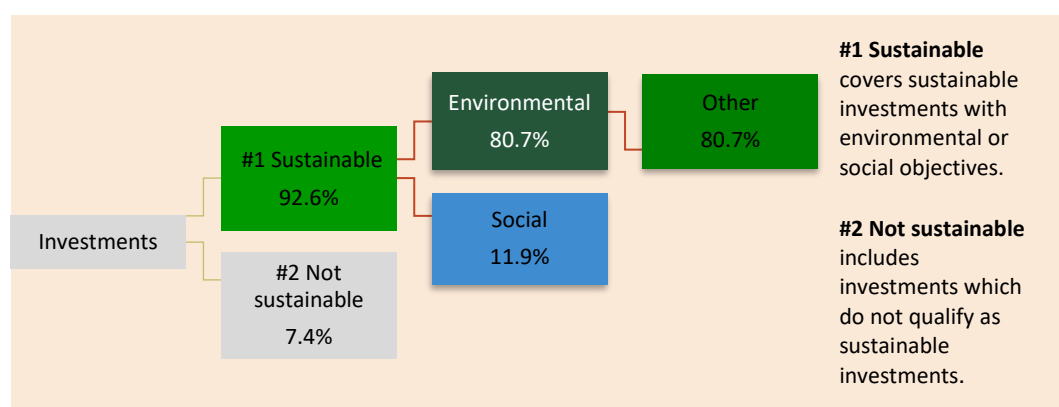 Investments
#1 Sustainable
92.6%
#2 Not
sustainable
7.4%
Environmental
80.7%
Social
11.9%
Other
80.7%
#1 Sustainable
covers sustainable
investments with
environmental or
social objectives.
#2 Not sustainable
includes
investments which
do not qualify as
sustainable
investments.